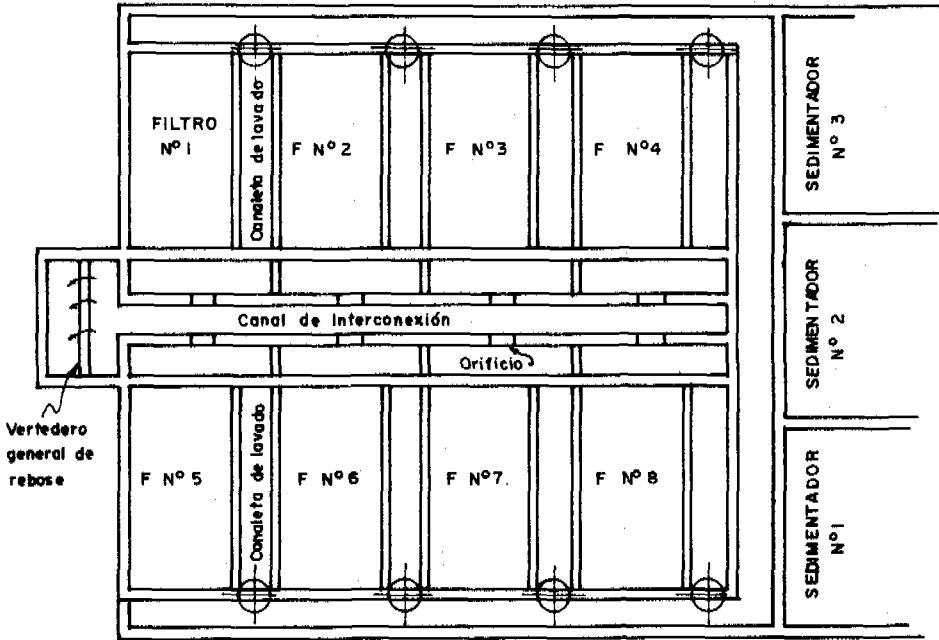 FILTRO
Nº 1
Canaleta de lavado
F Nº 2
F Nº 3
F Nº 4
SEDIMENTADOR
Nº 3
Canal de Interconexión
Orificio
SEDIMENTADOR
Nº 2
Vertedero
general de
rebose
F Nº 5
Canaleta de lavado
F Nº 6
F Nº 7.
F Nº 8
SEDIMENTADOR
Nº 1